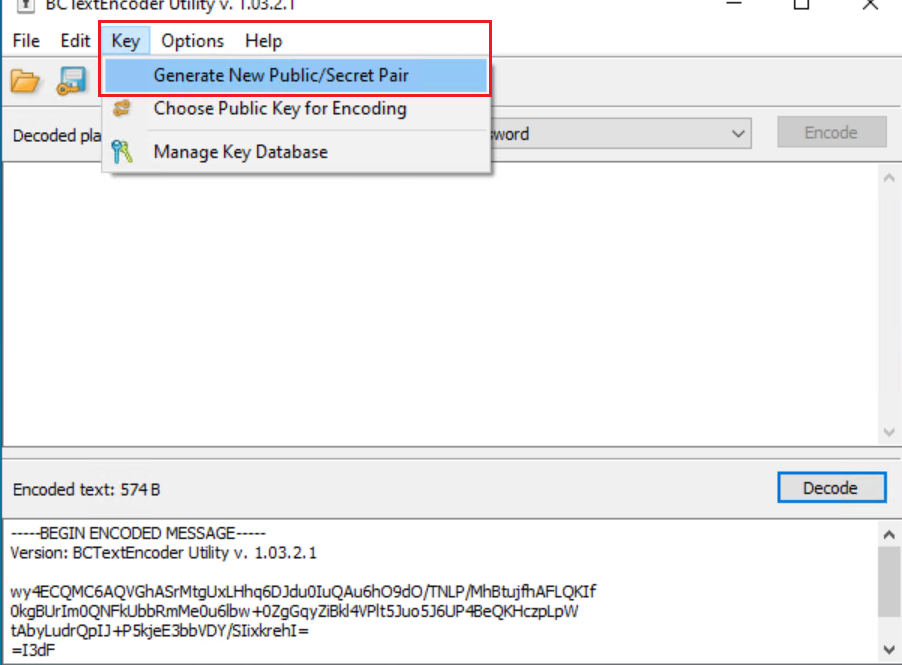 BCTextEncoder Utility v. 1.03.2.1
File Edit Key Options Help
Generate New Public/Secret Pair
Choose Public Key for Encoding
Manage Key Database
Decoded pla
sword
Encode
Encoded text: 574 B
Decode
-----BEGIN ENCODED MESSAGE-----
Version: BCTextEncoder Utility v. 1.03.2.1
wy4ECQMC6AQVGhASrMtgUxLHhq6DJdu0IuQAu6hO9dO/TNLP/MhBtujfhAFLQKIf
0kgBUrIm0QNFkUbbRmMe0u6lbw+0ZgGqyZiBkl4VPlt5Juo5J6UP4BeQKHczpLpW
tAbyLudrQpIJ+P5kjeE3bbVDY/SIixkrehI=
=I3dF